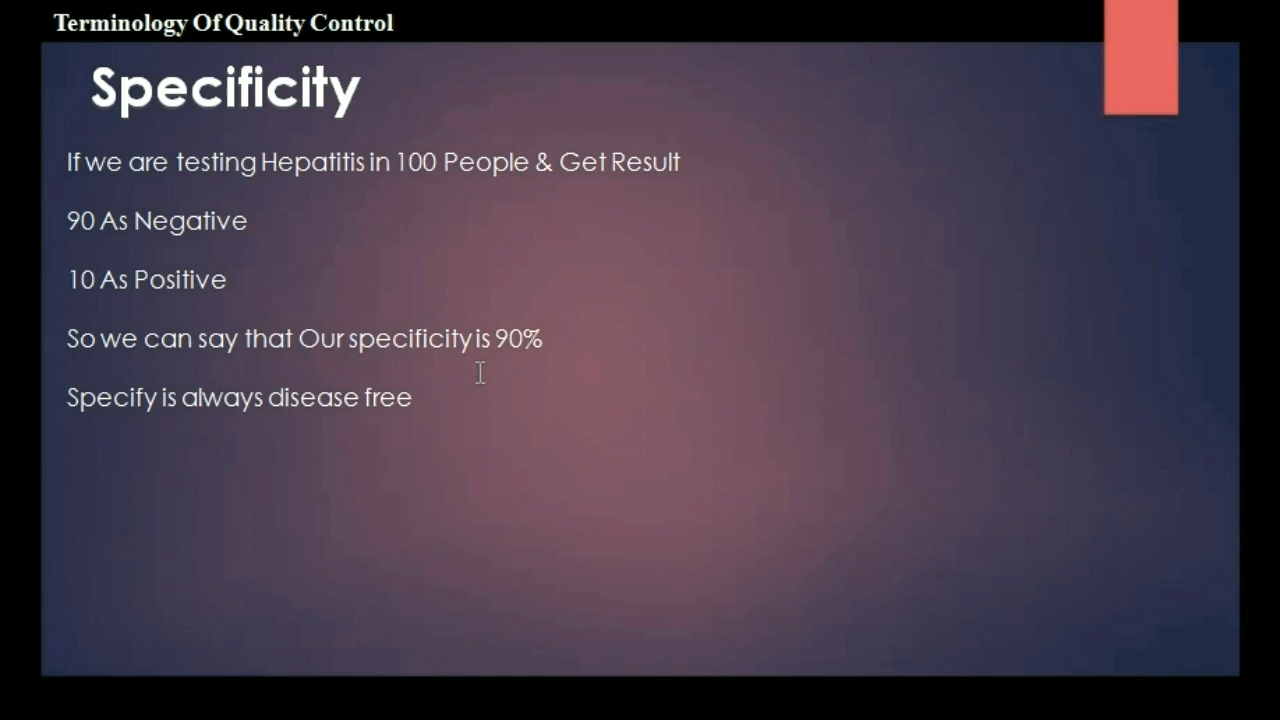 Terminology Of Quality Control
Specificity
If we are testing Hepatitis in 100 People & Get Result
90 As Negative
10 As Positive
So we can say that Our specificity is 90%
Specify is always disease free